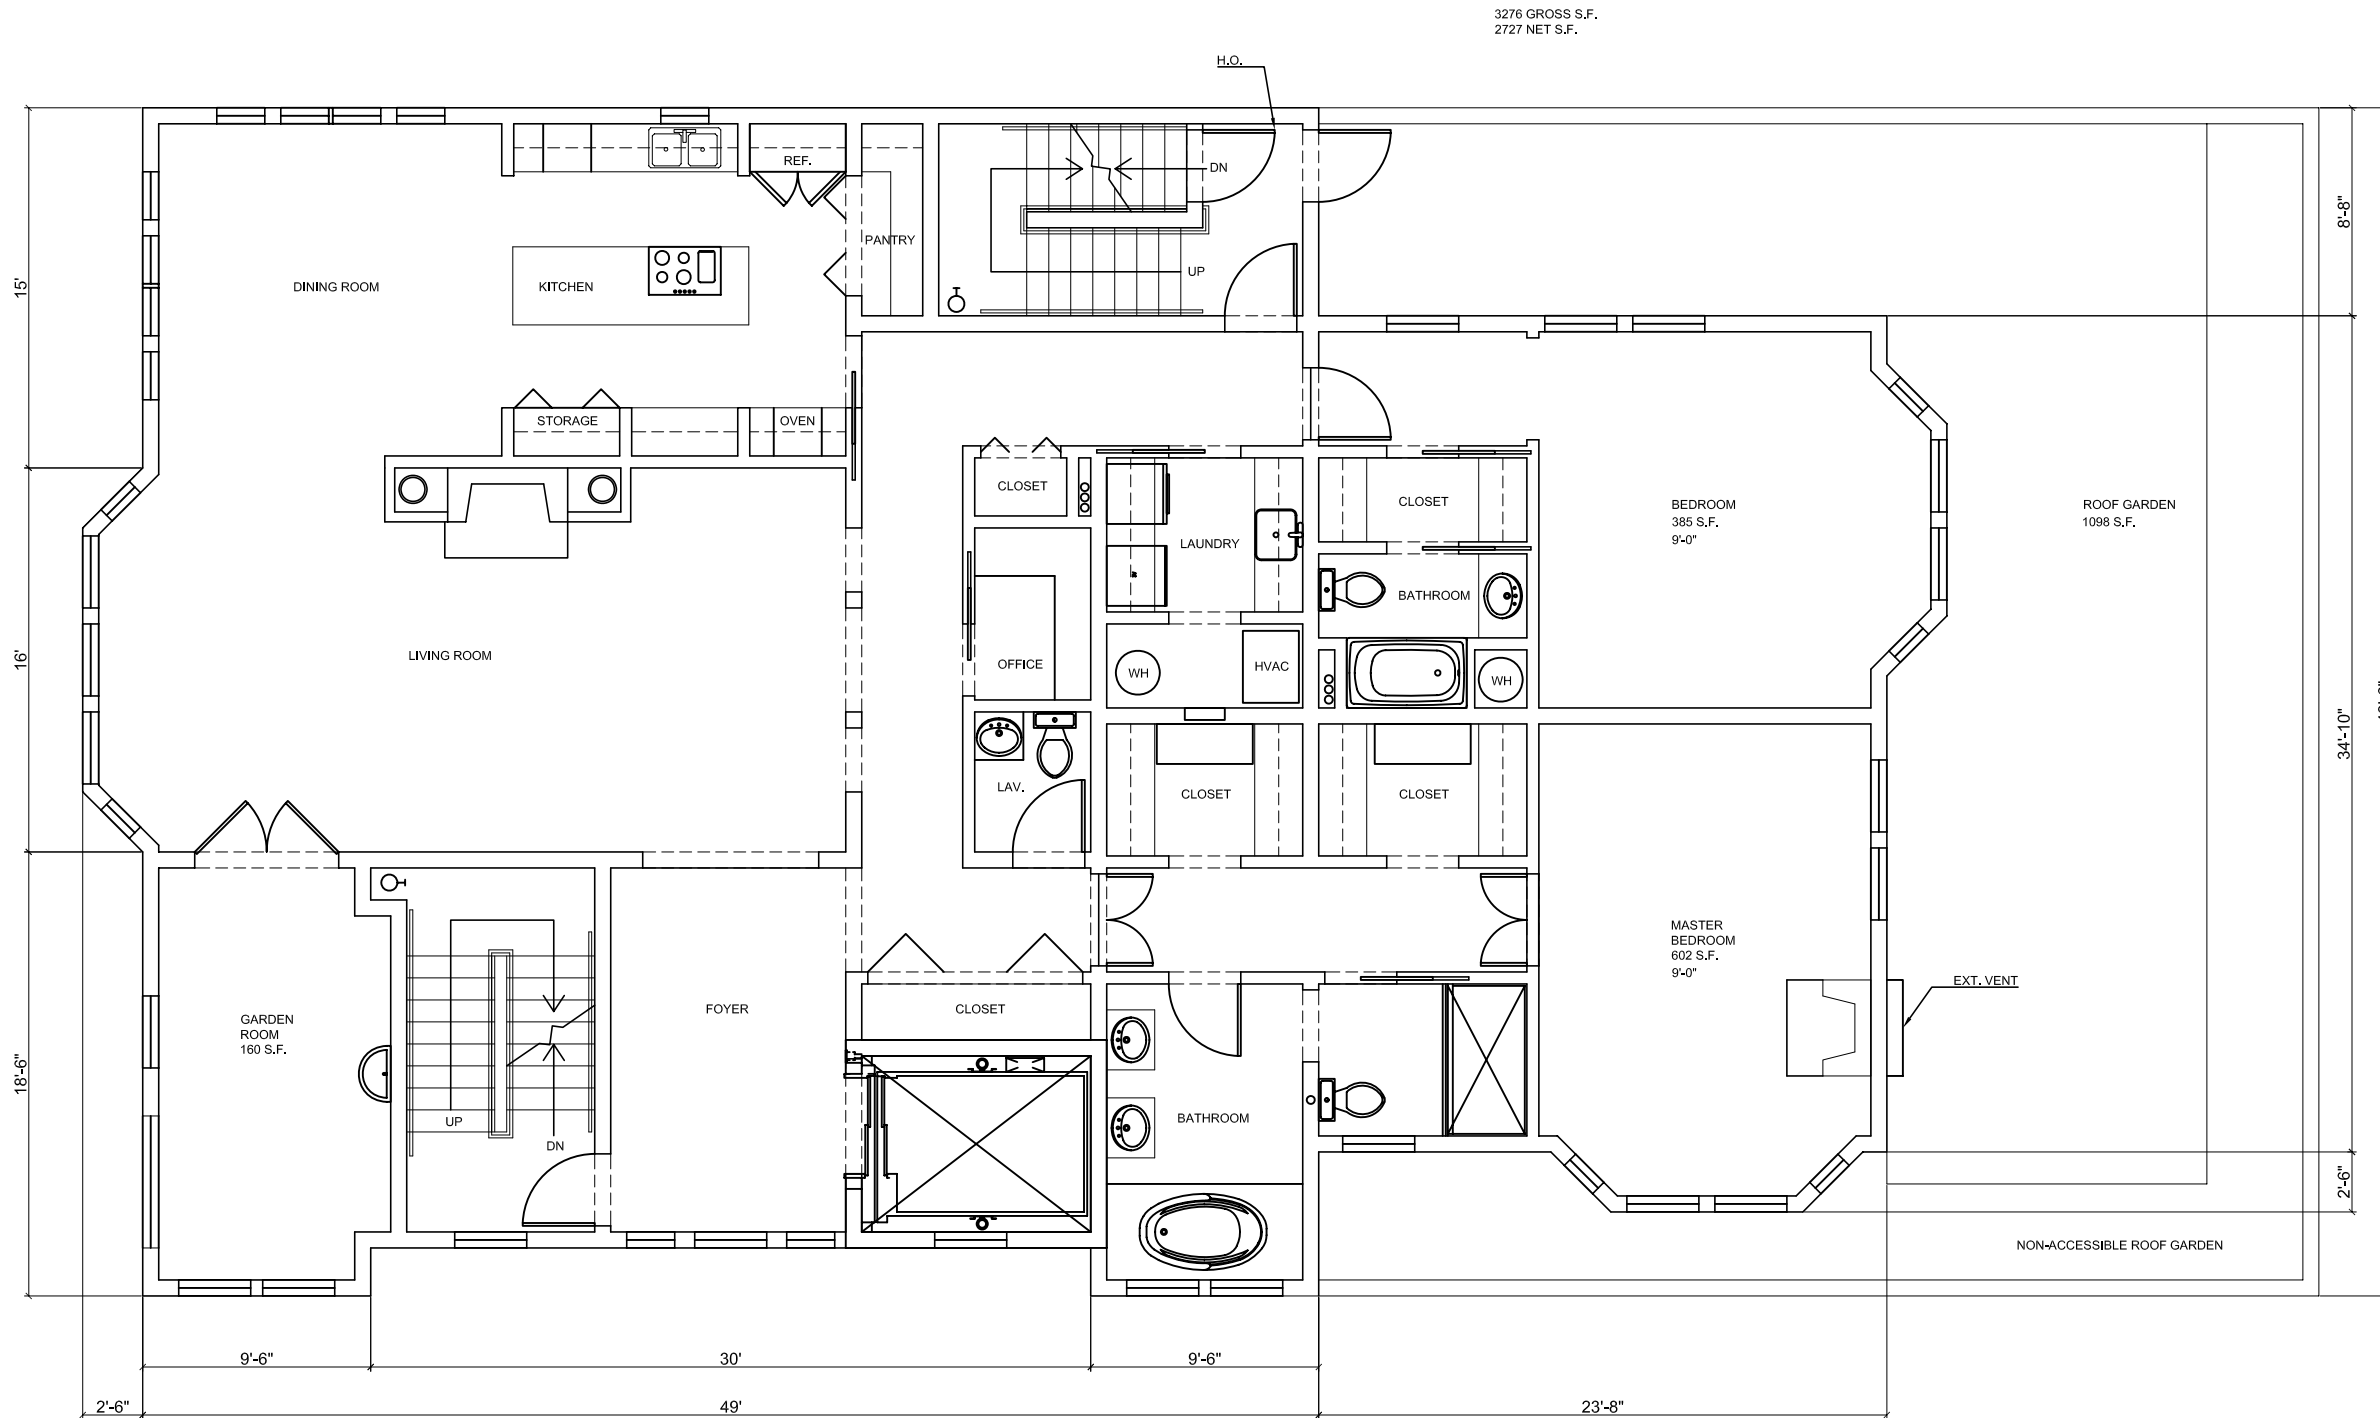 3276 GROSS S.F.
2727 NET S.F.
H.O.
REF.
DN
8'-8"
PANTRY
UP
15'
DINING ROOM
KITCHEN
STORAGE
OVEN
CLOSET
CLOSET
BEDROOM
385 S.F.
9'-0"
ROOF GARDEN
1098 S.F.
LAUNDRY
BATHROOM
16'
LIVING ROOM
OFFICE
WH
HVAC
WH
34'-10"
LAV.
CLOSET
CLOSET
MASTER
BEDROOM
602 S.F.
9'-0"
EXT. VENT
GARDEN
ROOM
160 S.F.
FOYER
CLOSET
18'-6"
UP
DN
BATHROOM
2'-6"
NON-ACCESSIBLE ROOF GARDEN
9'-6"
30'
9'-6"
2'-6"
49'
23'-8"